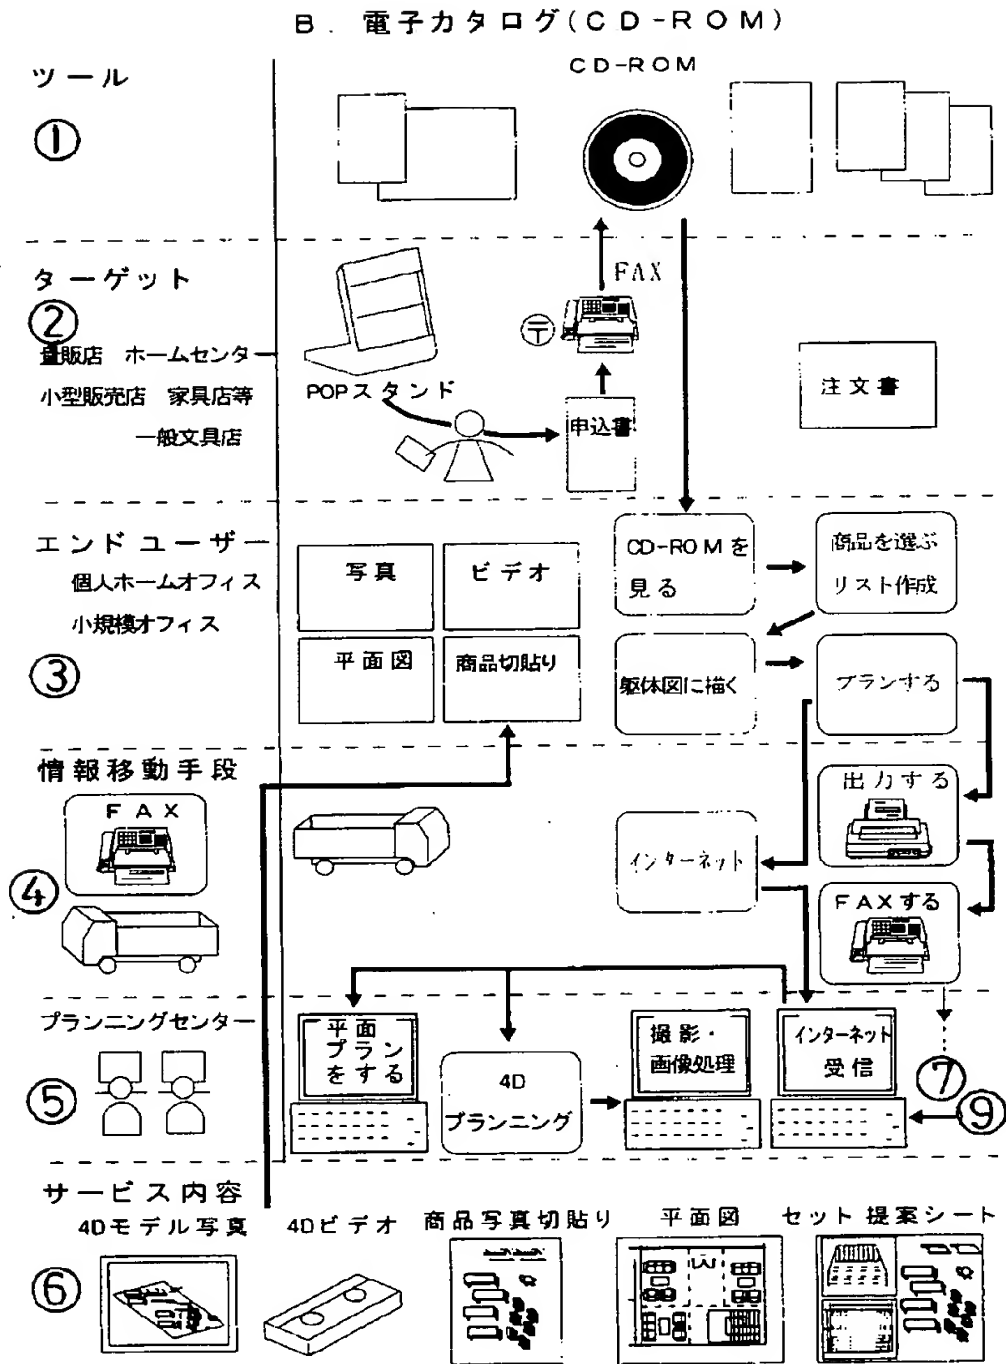 B. 電子カタログ(CD-ROM)
ツール
①
CD-ROM
ターゲット
②
量販店 ホームセンター
小型販売店 家具店等
一般文具店
POPスタンド
〒
FAX
申込書
注文書
エンドユーザー
個人ホームオフィス
小規模オフィス
③
写真
ビデオ
平面図
商品切貼り
CD-ROMを
見る
商品を選ぶ
リスト作成
躯体図に描く
プランする
情報移動手段
FAX
④
インターネット
出力する
FAXする
プランニングセンター
⑤
平面
プラン
をする
4D
プランニング
撮影・
画像処理
インターネット
受信
⑦
⑨
サービス内容
⑥
4Dモデル写真
4Dビデオ
商品写真切貼り
平面図
セット提案シート